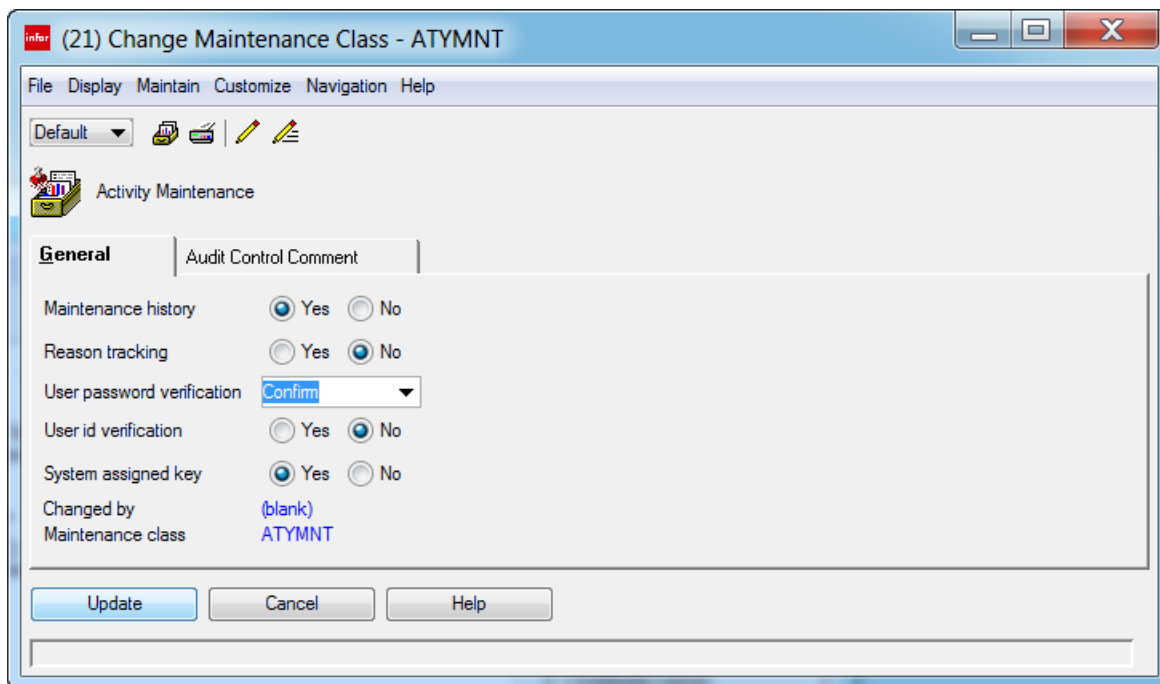 infor (21) Change Maintenance Class - ATYMNT
File Display Maintain Customize Navigation Help
Default
Activity Maintenance
General Audit Control Comment
Maintenance history Yes No
Reason tracking Yes No
User password verification Confirm
User id verification Yes No
System assigned key Yes No
Changed by (blank)
Maintenance class ATYMNT
Update Cancel Help